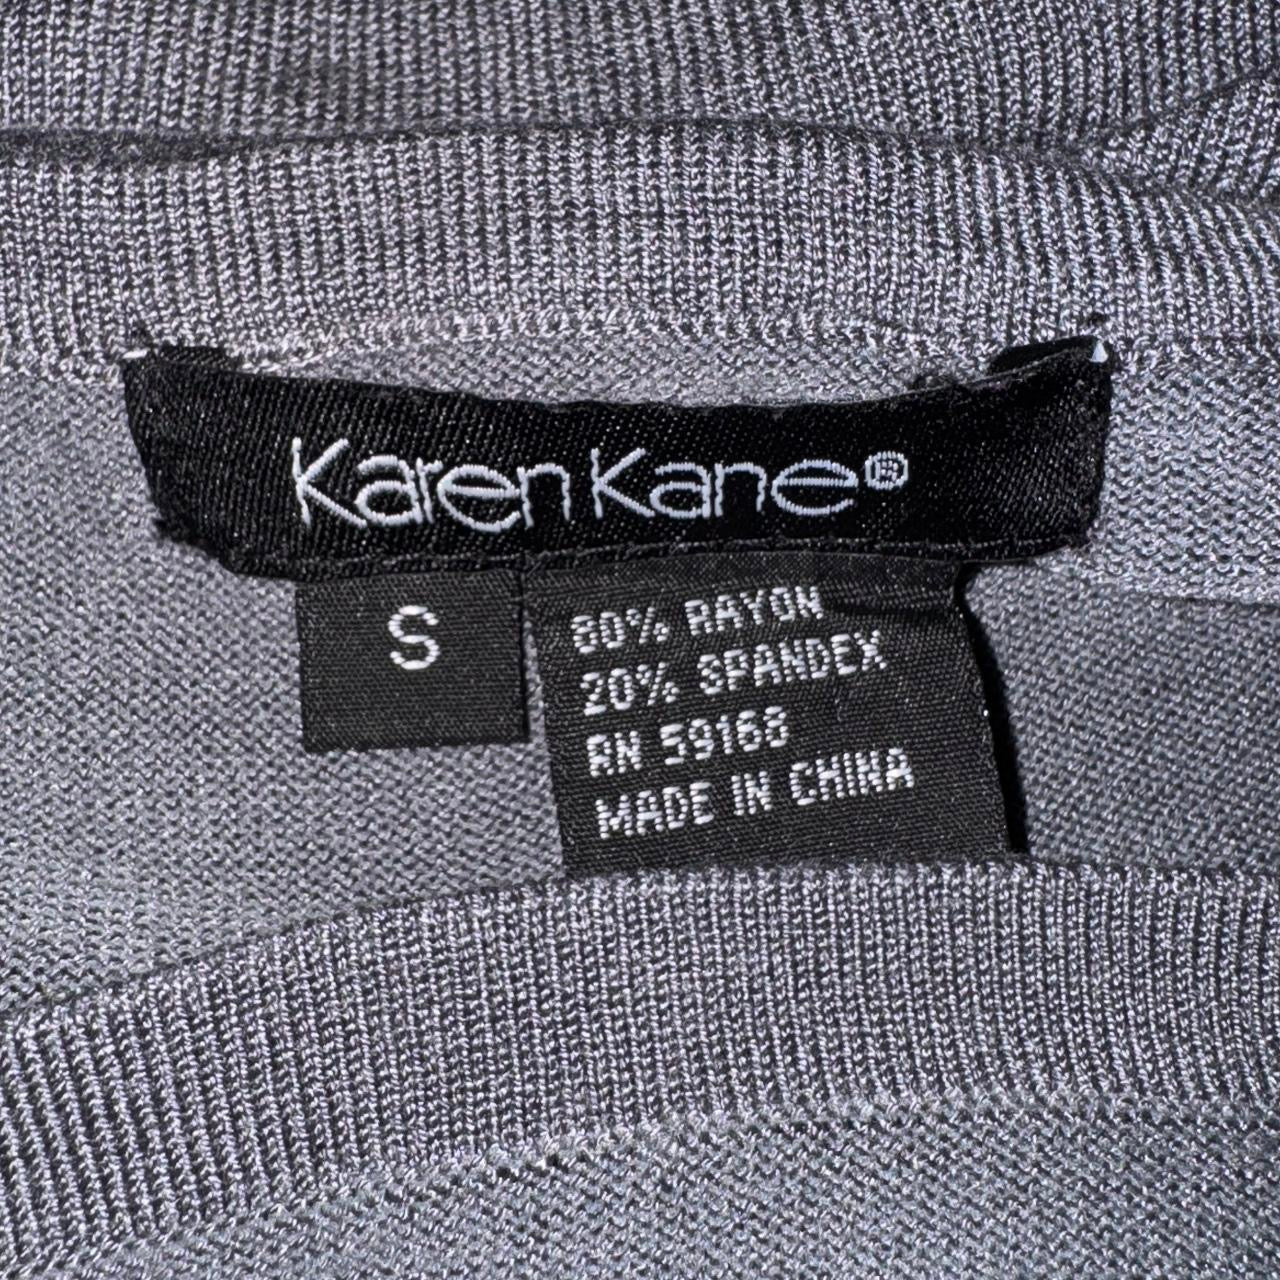 Karen Kane®
S
80% RAYON
20% SPANDEX
RN 59168
MADE IN CHINA